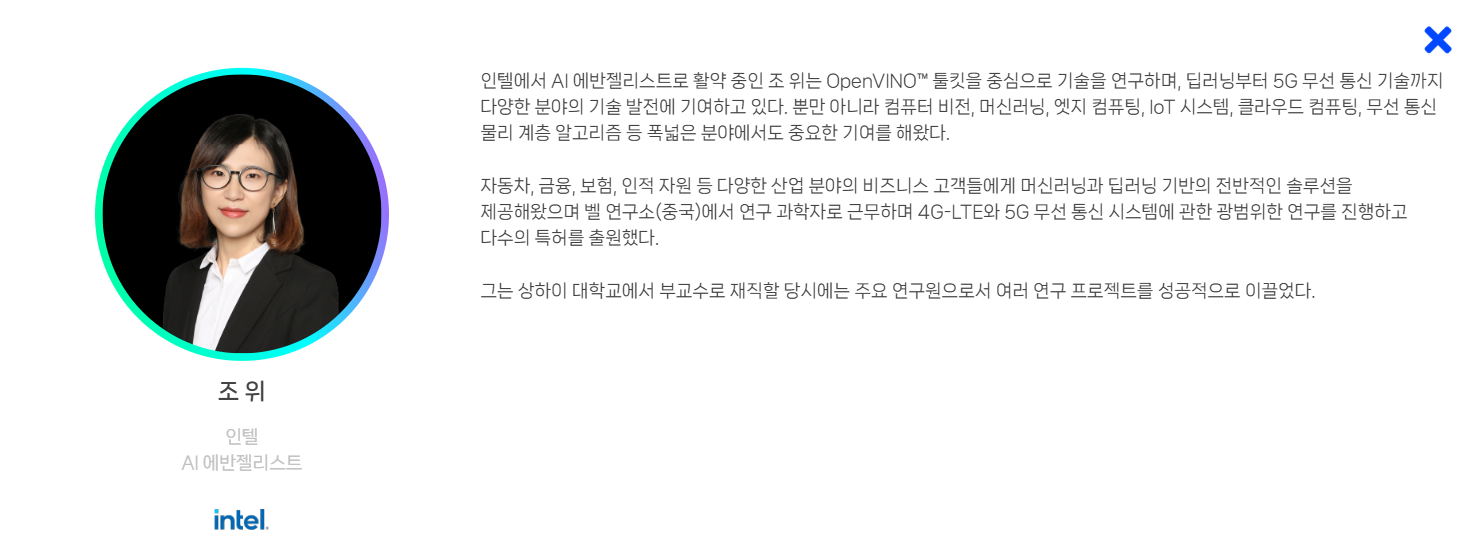 인텔에서 AI 에반젤리스트로 활약 중인 조 위는 OpenVINO™ 툴킷을 중심으로 기술을 연구하며, 딥러닝부터 5G 무선 통신 기술까지
다양한 분야의 기술 발전에 기여하고 있다. 뿐만 아니라 컴퓨터 비전, 머신러닝, 엣지 컴퓨팅, IoT 시스템, 클라우드 컴퓨팅, 무선 통신
물리 계층 알고리즘 등 폭넓은 분야에서도 중요한 기여를 해왔다.
자동차, 금융, 보험, 인적 자원 등 다양한 산업 분야의 비즈니스 고객들에게 머신러닝과 딥러닝 기반의 전반적인 솔루션을
제공해왔으며 벨 연구소(중국)에서 연구 과학자로 근무하며 4G-LTE와 5G 무선 통신 시스템에 관한 광범위한 연구를 진행하고
다수의 특허를 출원했다.
그는 상하이 대학교에서 부교수로 재직할 당시에는 주요 연구원으로서 여러 연구 프로젝트를 성공적으로 이끌었다.
조 위
인텔
AI 에반젤리스트
intel.